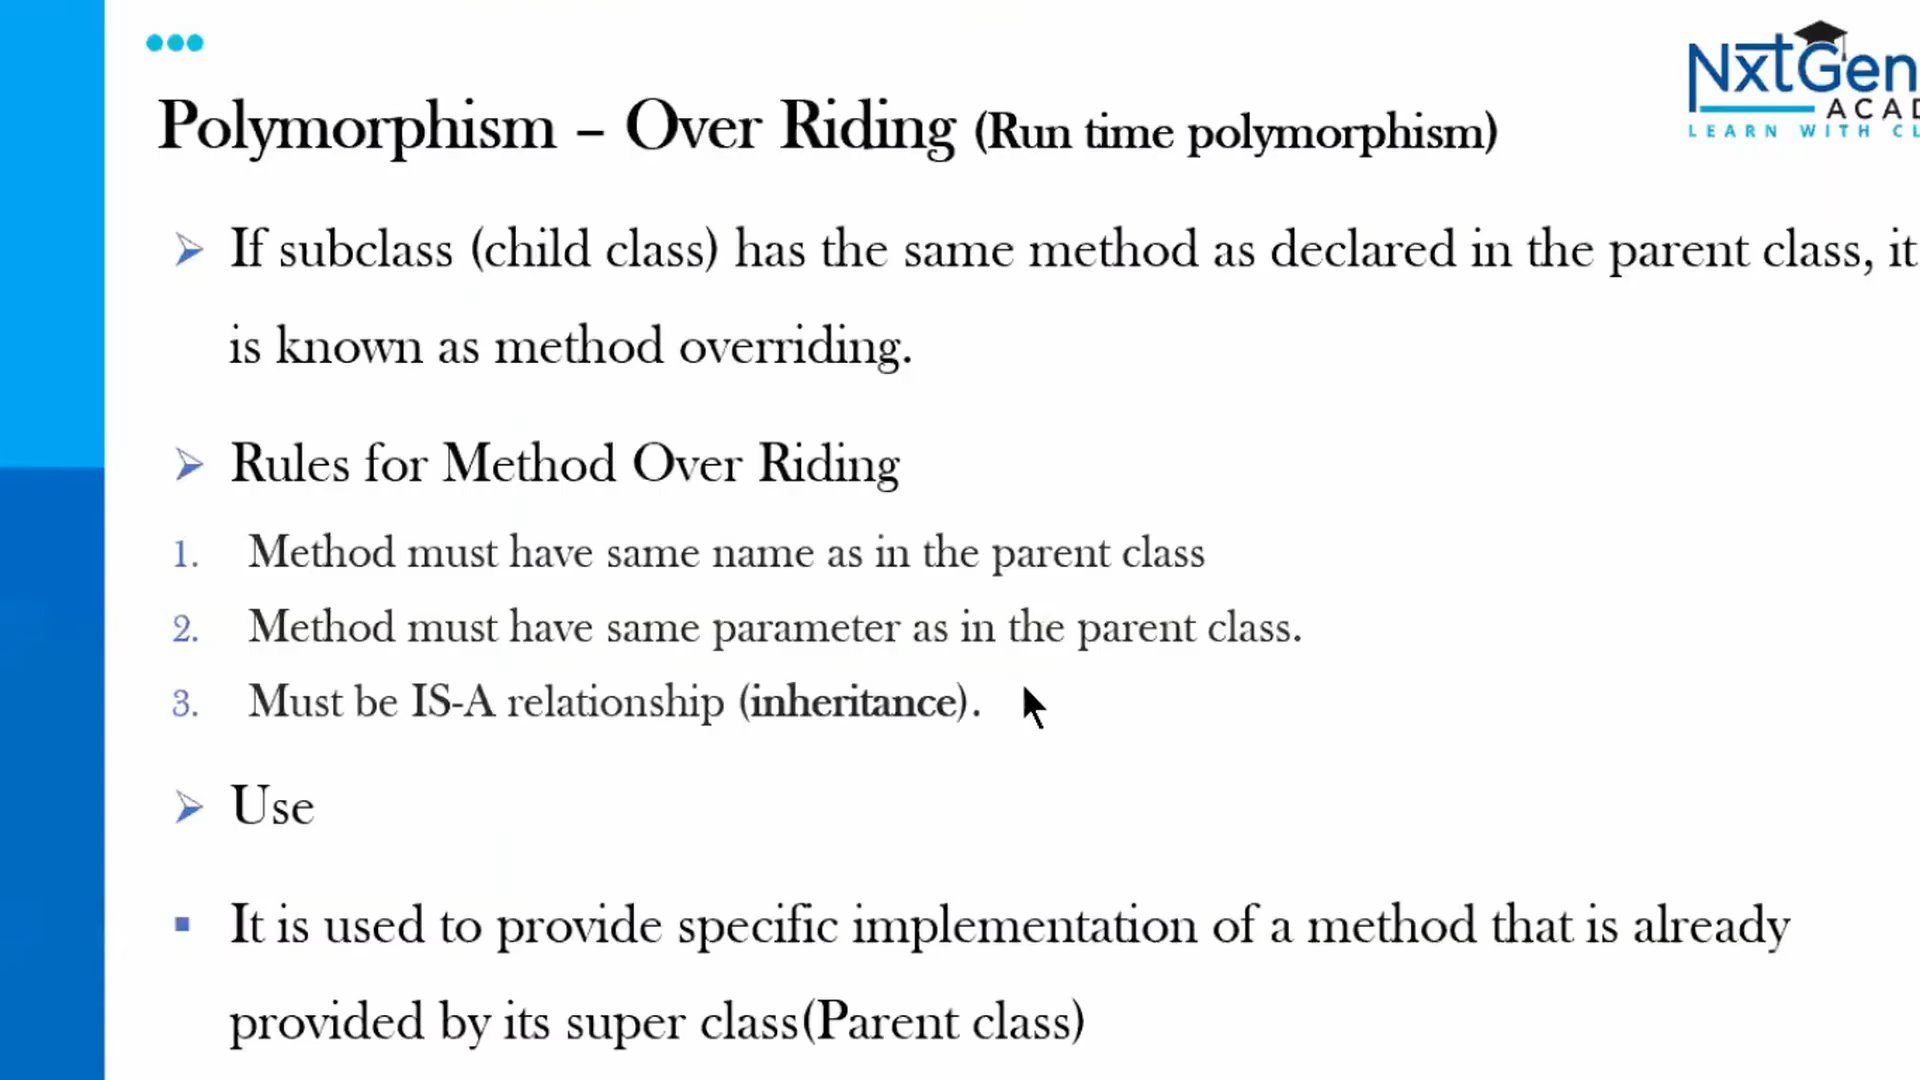 NxtGen
ACAD
LEARN WITH CL
Polymorphism – Over Riding (Run time polymorphism)
If subclass (child class) has the same method as declared in the parent class, it
is known as method overriding.
Rules for Method Over Riding
1. Method must have same name as in the parent class
2. Method must have same parameter as in the parent class.
3. Must be IS-A relationship (inheritance).
Use
It is used to provide specific implementation of a method that is already
provided by its super class(Parent class)